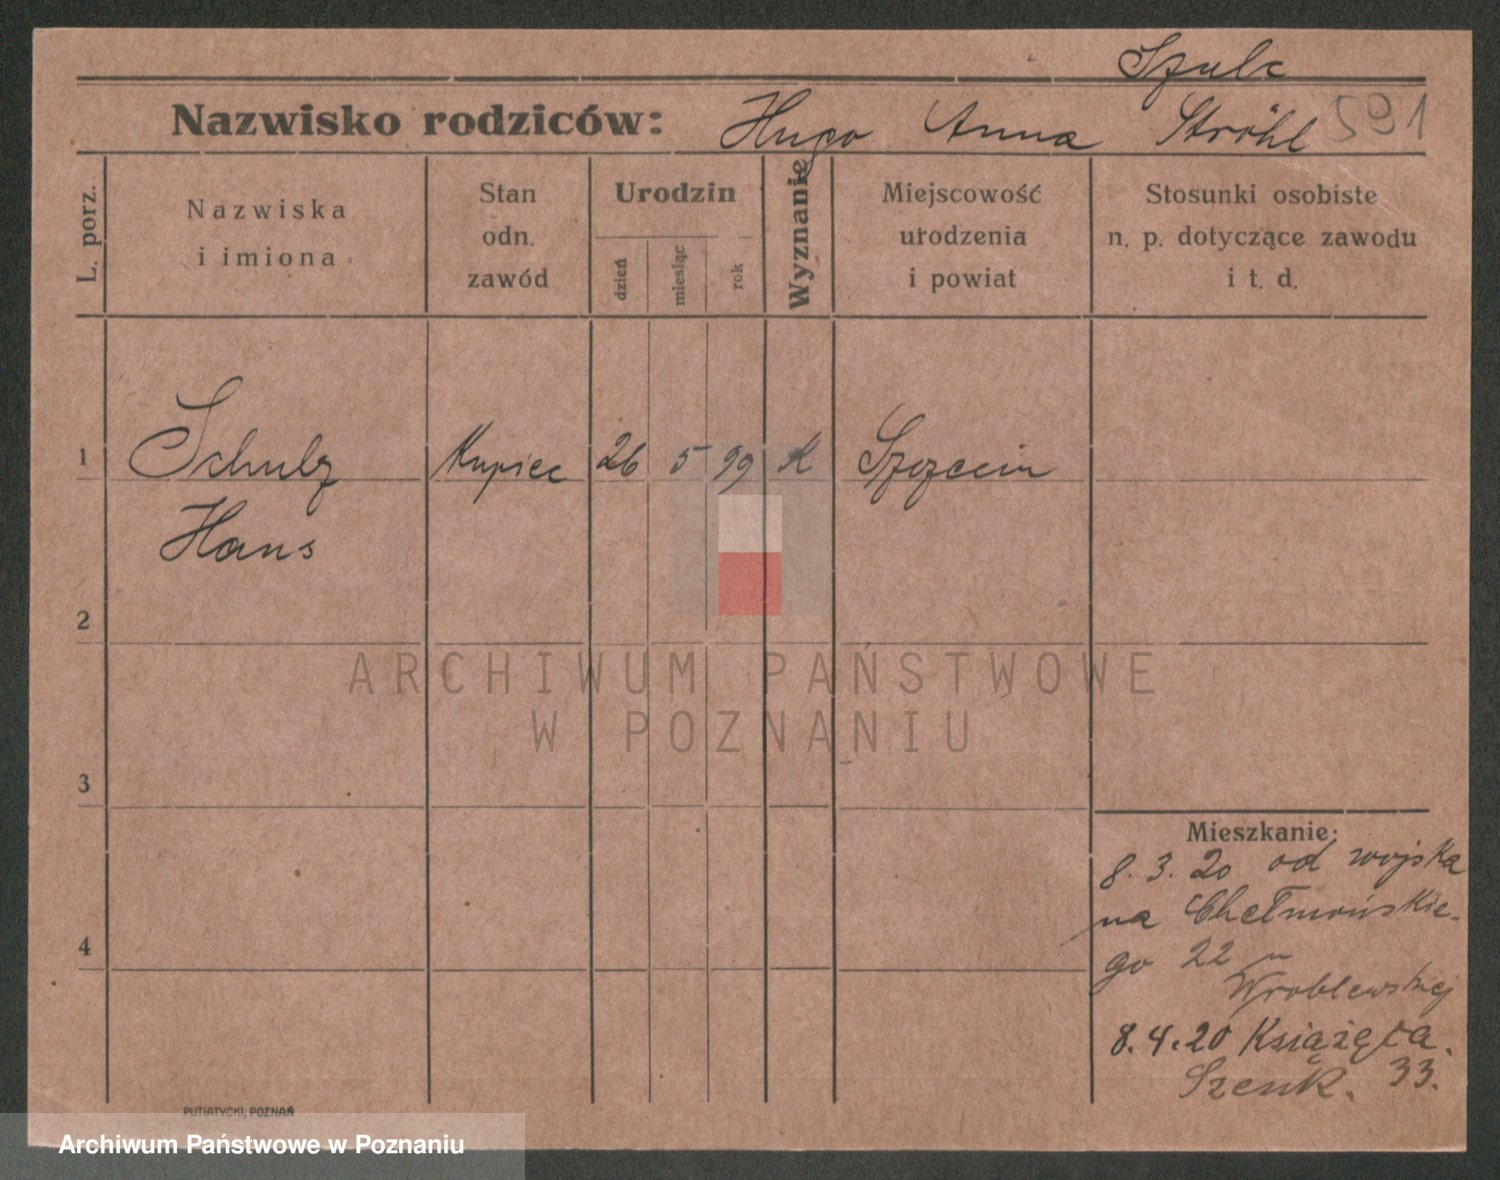 Szulc
Nazwisko rodziców: Hugo Anna Ströhl 591
L. porz.
Nazwiska
i imiona
Stan
odn.
zawód
Urodzin
dzień
miesiąc
rok
Wyznanie
Miejscowość
urodzenia
i powiat
Stosunki osobiste
n. p. dotyczące zawodu
i t. d.
1 Schulz Kupiec 26 5 99 K Szczecin
Hans
2
ARCHIWUM PAŃSTWOWE
W POZNANIU
3
Mieszkanie:
8. 3. 20 od wojska
na Chełmońskie-
4
go 22 u
Wroblewskiej
8. 4. 20 Książęca.
Szenk. 33.
PUTIATYCKI, POZNAŃ
Archiwum Państwowe w Poznaniu